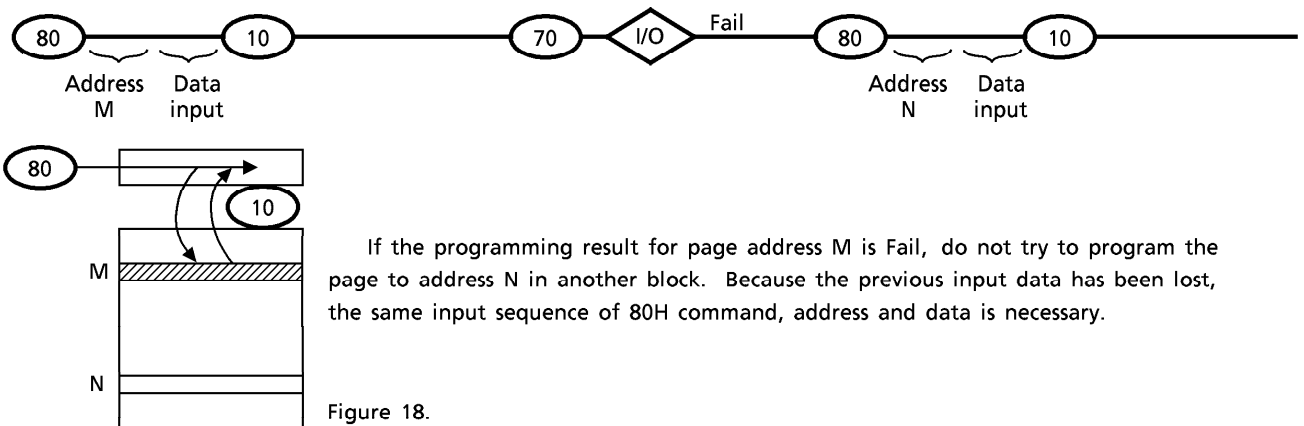 80 10 70 I/O Fail 80 10
Address Data Address Data
M input N input
80
10
If the programming result for page address M is Fail, do not try to program the
M
page to address N in another block. Because the previous input data has been lost,
the same input sequence of 80H command, address and data is necessary.
N
Figure 18.